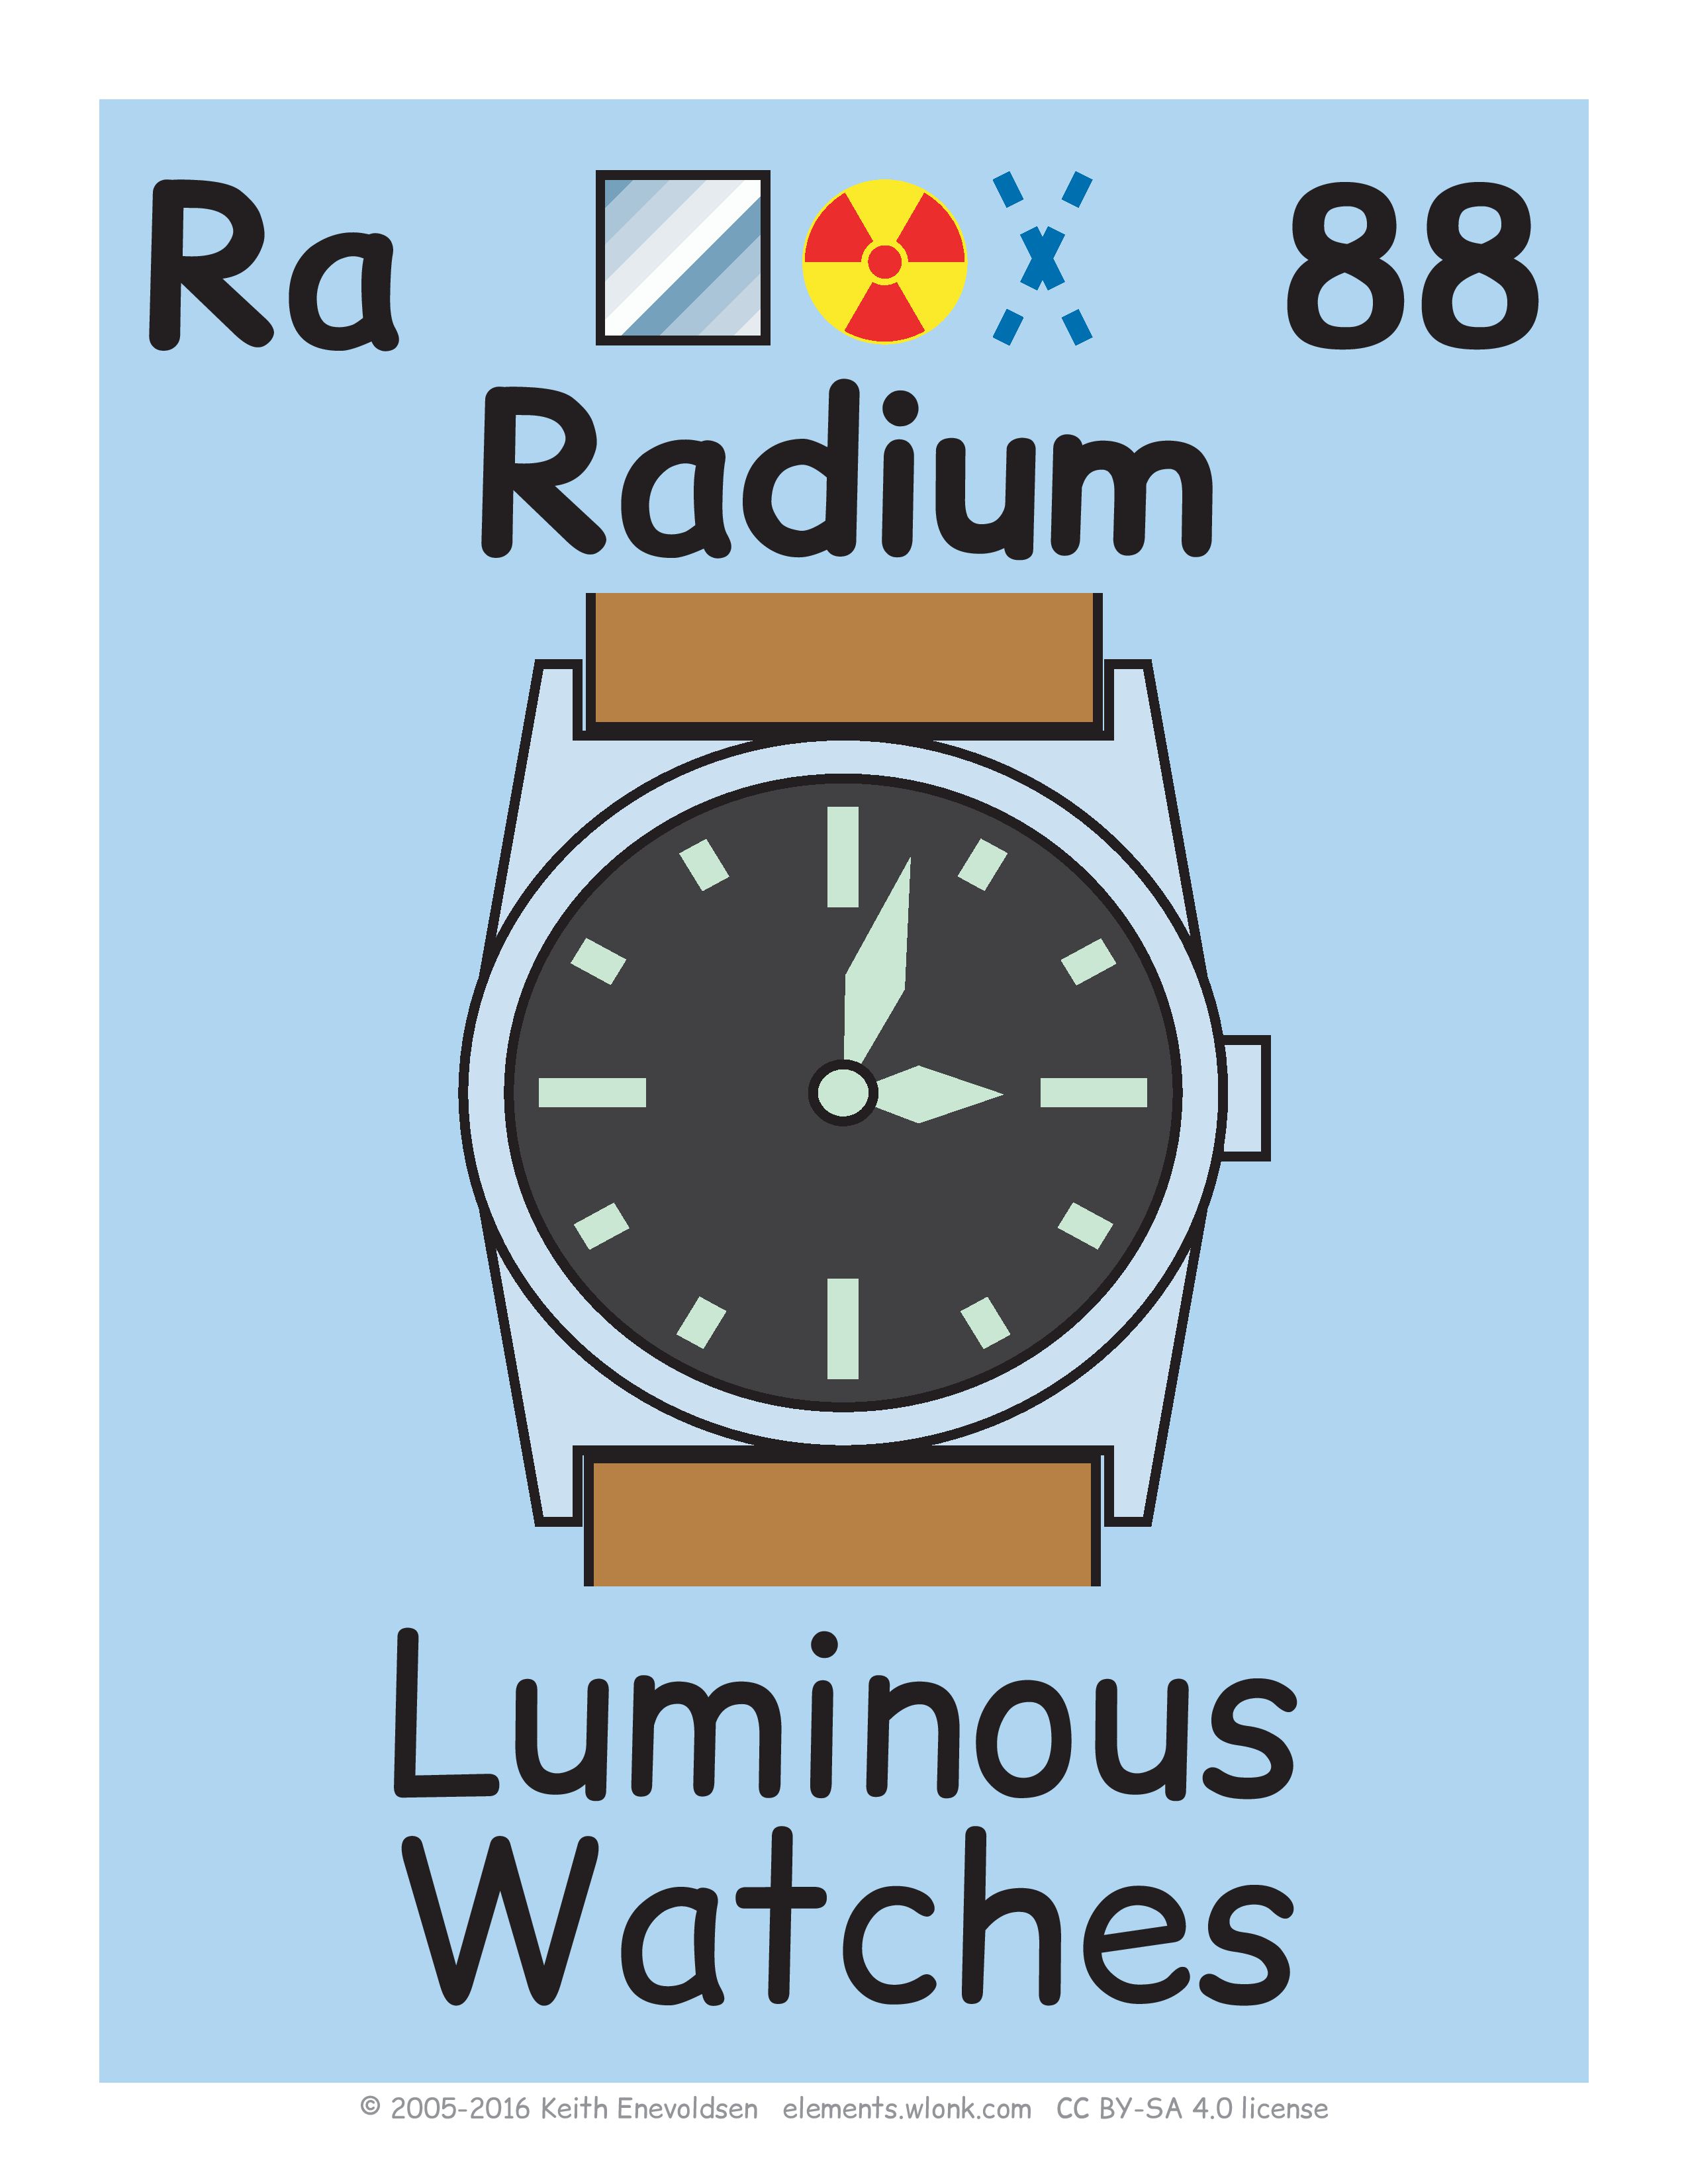 Ra 88
Radium
Luminous
Watches
© 2005-2016 Keith Enevoldsen elements.wlonk.com CC BY-SA 4.0 license